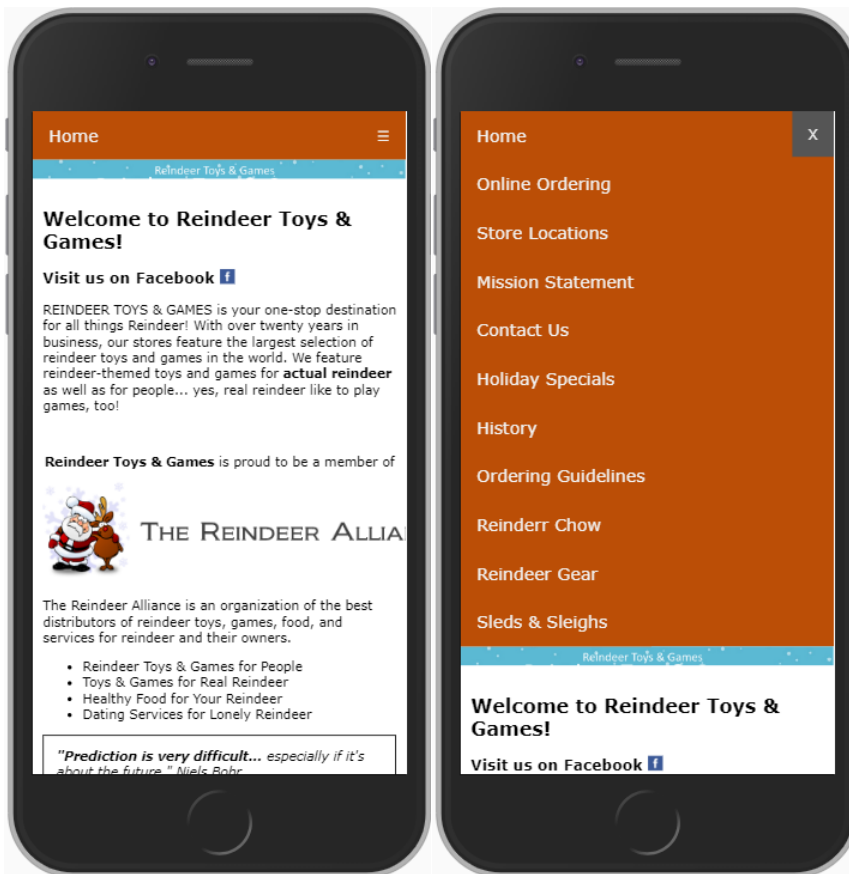 Home ☰
Reindeer Toys & Games
Welcome to Reindeer Toys &
Games!
Visit us on Facebook f
REINDEER TOYS & GAMES is your one-stop destination
for all things Reindeer! With over twenty years in
business, our stores feature the largest selection of
reindeer toys and games in the world. We feature
reindeer-themed toys and games for actual reindeer
as well as for people... yes, real reindeer like to play
games, too!
Reindeer Toys & Games is proud to be a member of
THE REINDEER ALLIA
The Reindeer Alliance is an organization of the best
distributors of reindeer toys, games, food, and
services for reindeer and their owners.
• Reindeer Toys & Games for People
• Toys & Games for Real Reindeer
• Healthy Food for Your Reindeer
• Dating Services for Lonely Reindeer
"Prediction is very difficult... especially if it's
about the future." Niels Bohr
Home X
Online Ordering
Store Locations
Mission Statement
Contact Us
Holiday Specials
History
Ordering Guidelines
Reinderr Chow
Reindeer Gear
Sleds & Sleighs
Reindeer Toys & Games
Welcome to Reindeer Toys &
Games!
Visit us on Facebook f